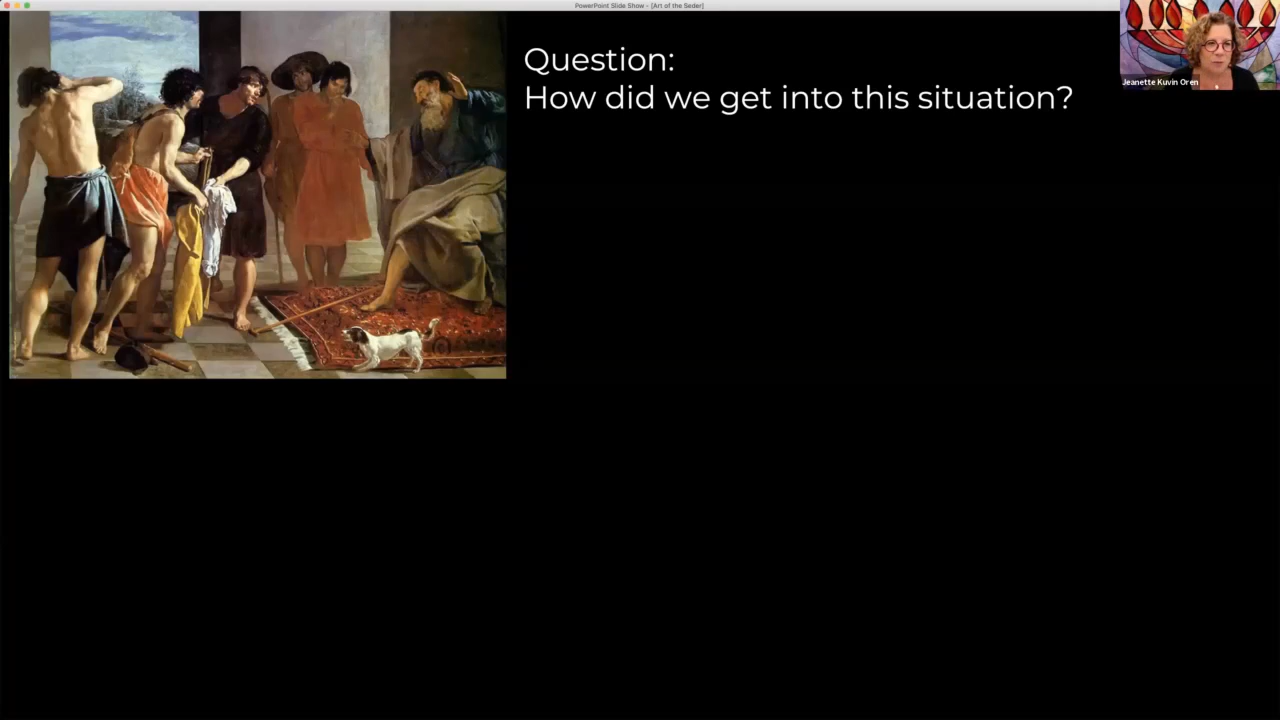 PowerPoint Slide Show - [Art of the Seder]
Question:
How did we get into this situation?
Jeanette Kuvin Oren